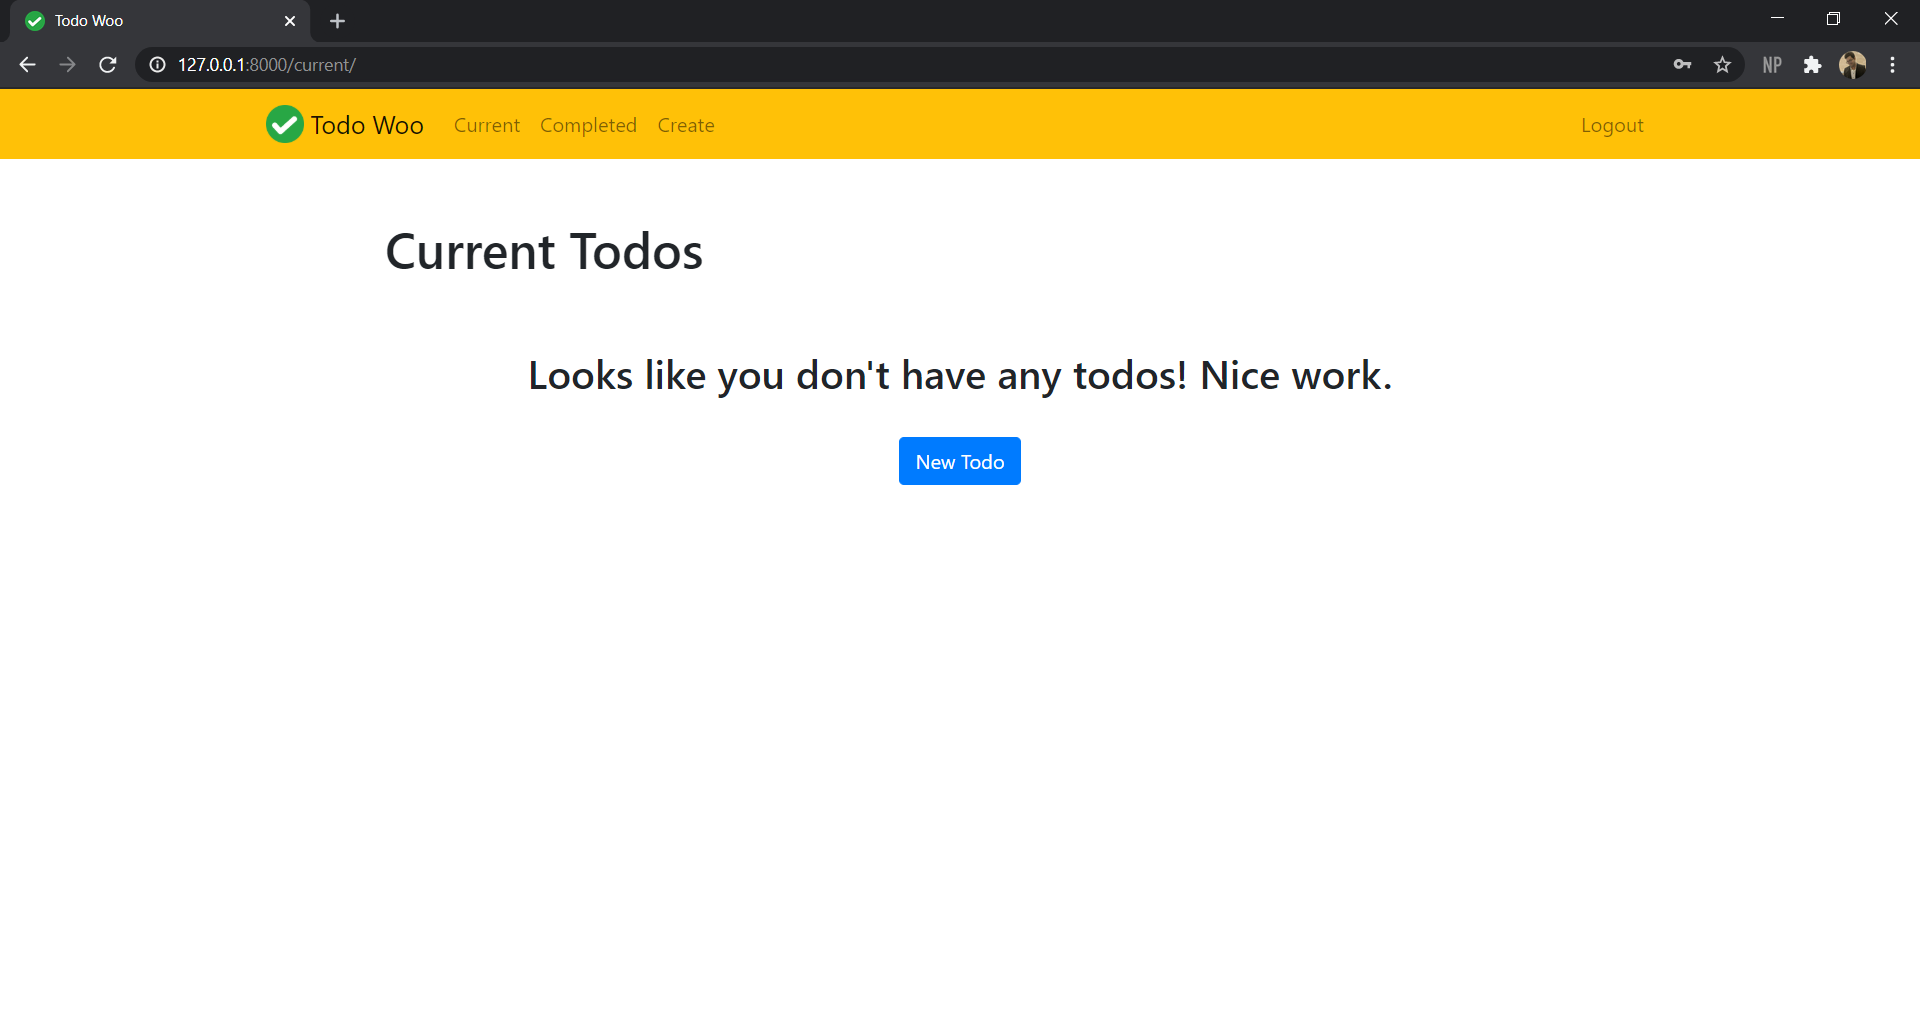 Todo Woo
127.0.0.1:8000/current/
NP
Todo Woo Current Completed Create Logout
Current Todos
Looks like you don't have any todos! Nice work.
New Todo